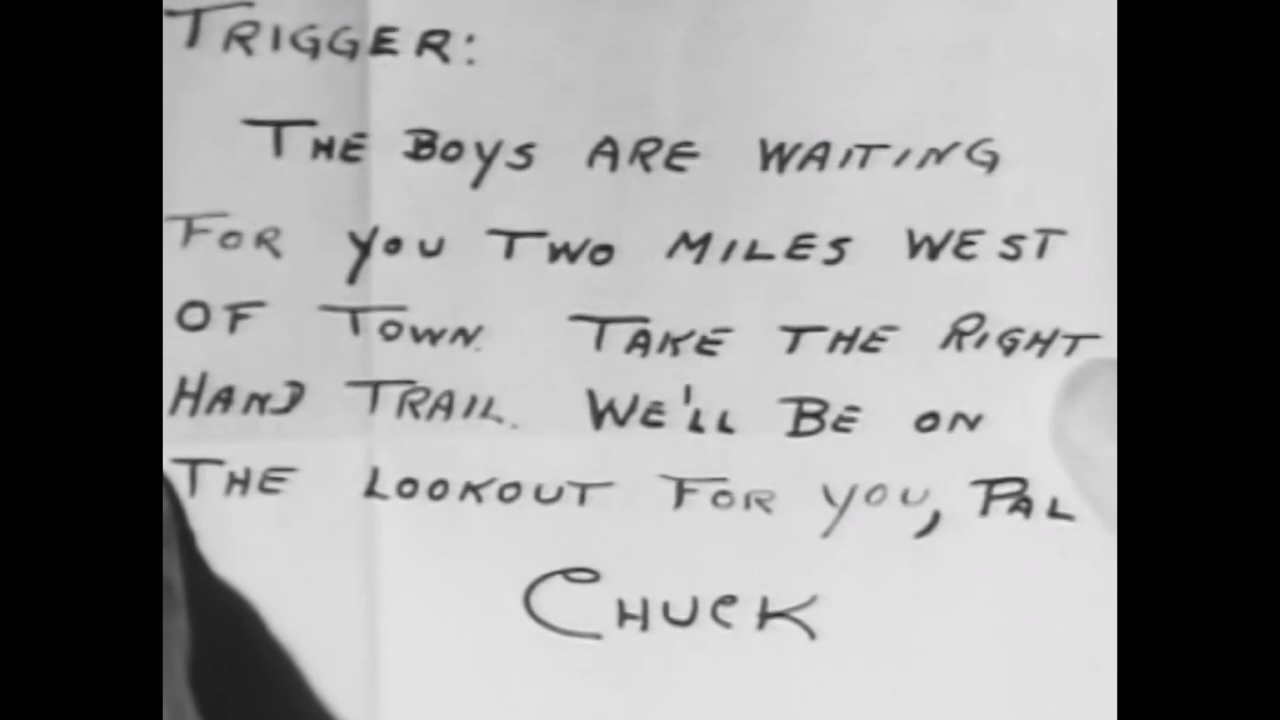 TRIGGER:
THE BOYS ARE WAITING
FOR YOU TWO MILES WEST
OF TOWN. TAKE THE RIGHT
HAND TRAIL. WE'LL BE ON
THE LOOKOUT FOR YOU, PAL
CHUCK